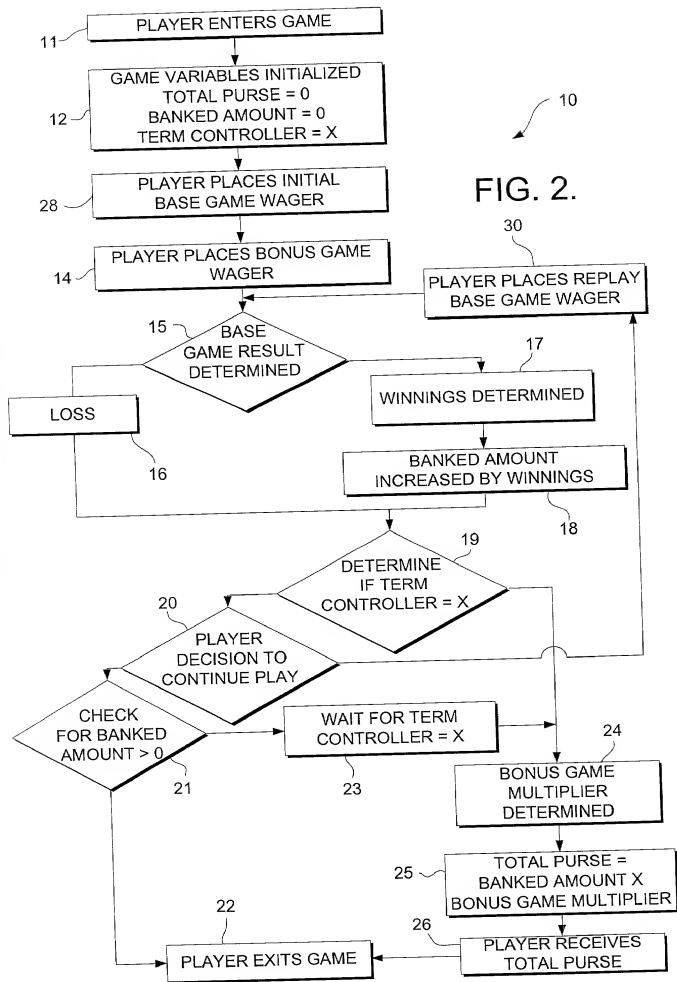 PLAYER ENTERS GAME
11
GAME VARIABLES INITIALIZED
TOTAL PURSE = 0
BANKED AMOUNT = 0
TERM CONTROLLER = X
12
10
PLAYER PLACES INITIAL
BASE GAME WAGER
28
FIG. 2.
PLAYER PLACES BONUS GAME
WAGER
14
30
PLAYER PLACES REPLAY
BASE GAME WAGER
15
BASE
GAME RESULT
DETERMINED
17
WINNINGS DETERMINED
LOSS
16
BANKED AMOUNT
INCREASED BY WINNINGS
18
19
DETERMINE
IF TERM
CONTROLLER = X
20
PLAYER
DECISION TO
CONTINUE PLAY
CHECK
FOR BANKED
AMOUNT > 0
21
WAIT FOR TERM
CONTROLLER = X
23
24
BONUS GAME
MULTIPLIER
DETERMINED
25
TOTAL PURSE =
BANKED AMOUNT X
BONUS GAME MULTIPLIER
26
PLAYER RECEIVES
TOTAL PURSE
22
PLAYER EXITS GAME